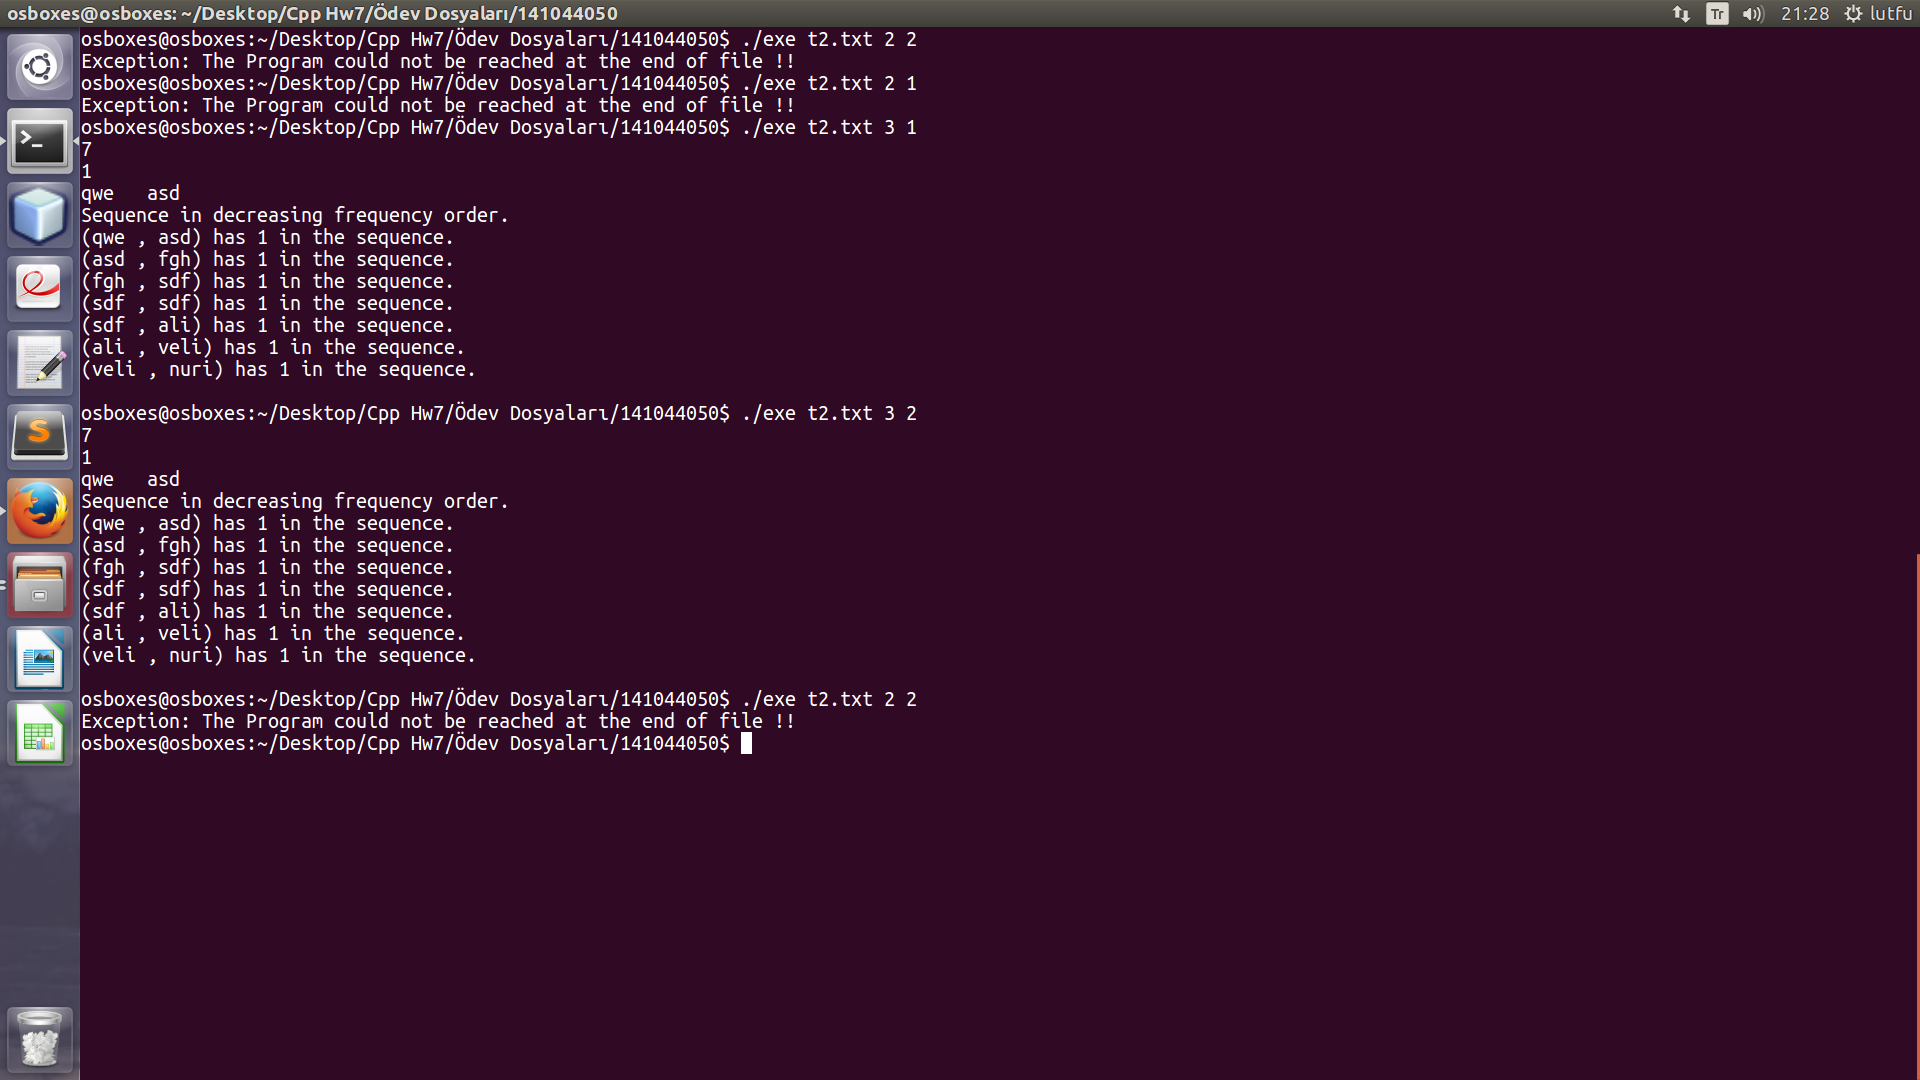 osboxes@osboxes: ~/Desktop/Cpp Hw7/Ödev Dosyaları/141044050
Tr
21:28
lutfu
osboxes@osboxes:~/Desktop/Cpp Hw7/Ödev Dosyaları/141044050$ ./exe t2.txt 2 2
Exception: The Program could not be reached at the end of file !!
osboxes@osboxes:~/Desktop/Cpp Hw7/Ödev Dosyaları/141044050$ ./exe t2.txt 2 1
Exception: The Program could not be reached at the end of file !!
osboxes@osboxes:~/Desktop/Cpp Hw7/Ödev Dosyaları/141044050$ ./exe t2.txt 3 1
7
1
qwe   asd
Sequence in decreasing frequency order.
(qwe , asd) has 1 in the sequence.
(asd , fgh) has 1 in the sequence.
(fgh , sdf) has 1 in the sequence.
(sdf , sdf) has 1 in the sequence.
(sdf , ali) has 1 in the sequence.
(ali , veli) has 1 in the sequence.
(veli , nuri) has 1 in the sequence.
osboxes@osboxes:~/Desktop/Cpp Hw7/Ödev Dosyaları/141044050$ ./exe t2.txt 3 2
7
1
qwe   asd
Sequence in decreasing frequency order.
(qwe , asd) has 1 in the sequence.
(asd , fgh) has 1 in the sequence.
(fgh , sdf) has 1 in the sequence.
(sdf , sdf) has 1 in the sequence.
(sdf , ali) has 1 in the sequence.
(ali , veli) has 1 in the sequence.
(veli , nuri) has 1 in the sequence.
osboxes@osboxes:~/Desktop/Cpp Hw7/Ödev Dosyaları/141044050$ ./exe t2.txt 2 2
Exception: The Program could not be reached at the end of file !!
osboxes@osboxes:~/Desktop/Cpp Hw7/Ödev Dosyaları/141044050$